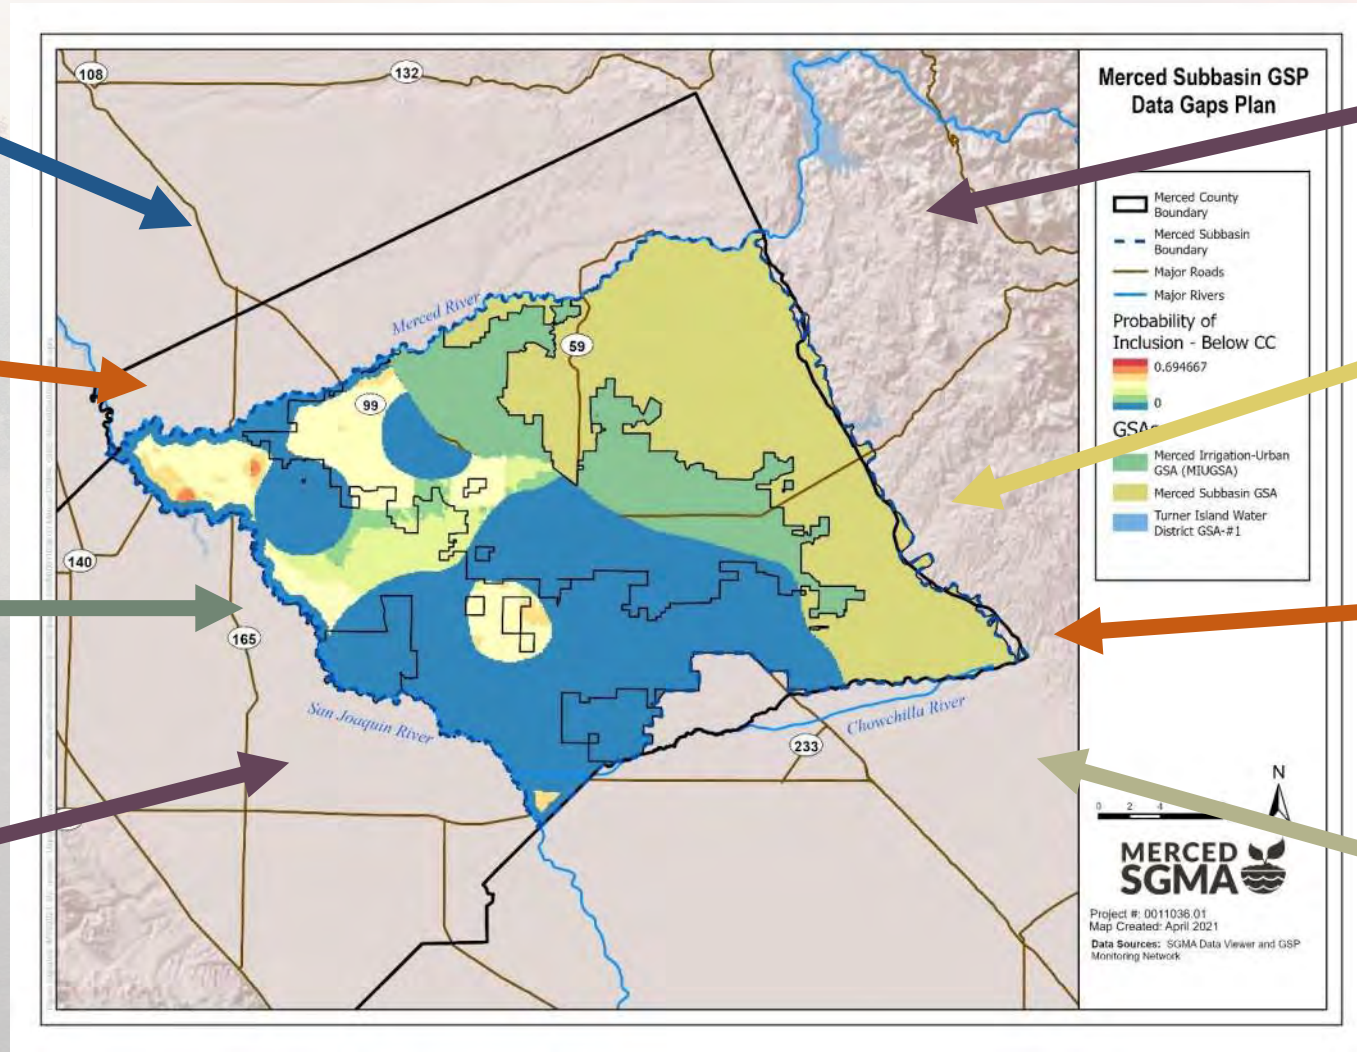 Merced Subbasin GSP
Data Gaps Plan
Merced County
Boundary
Merced Subbasin
Boundary
Major Roads
Major Rivers
Probability of
Inclusion - Below CC
0.694667
0
GSAs
Merced Irrigation-Urban
GSA (MIUGSA)
Merced Subbasin GSA
Turner Island Water
District GSA-#1
108
132
Merced River
59
99
140
165
San Joaquin River
Chowchilla River
233
N
0 2 4
MERCED
SGMA
Project #: 0011036.01
Map Created: April 2021
Data Sources: SGMA Data Viewer and GSP
Monitoring Network